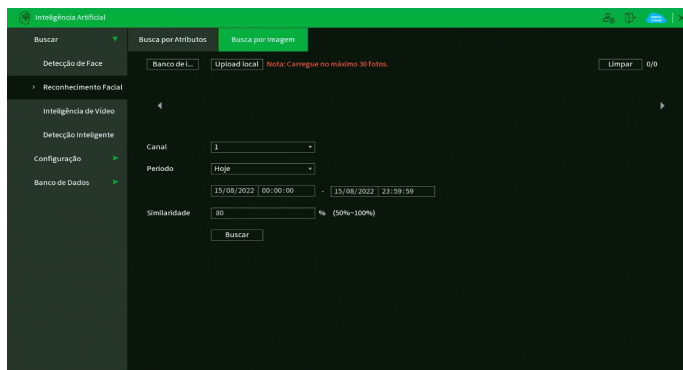 Inteligência Artificial
Buscar
Detecção de Face
> Reconhecimento Facial
Inteligência de Vídeo
Detecção Inteligente
Configuração
Banco de Dados
Busca por Atributos
Busca por Imagem
Banco de i...
Upload local
Nota: Carregue no máximo 30 fotos.
Limpar
0/0
Canal
1
Periodo
Hoje
15/08/2022 00:00:00 - 15/08/2022 23:59:59
Similaridade
80
% (50%~100%)
Buscar